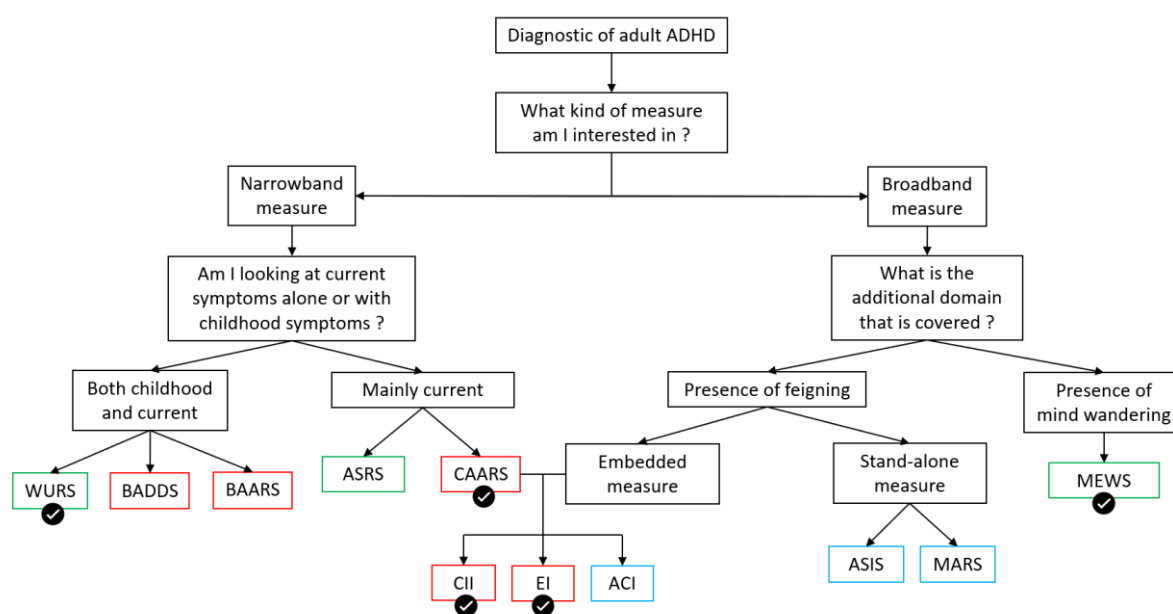 Diagnostic of adult ADHD
What kind of measure
am I interested in ?
Narrowband
measure
Broadband
measure
Am I looking at current
symptoms alone or with
childhood symptoms ?
What is the
additional domain
that is covered ?
Both childhood
and current
Mainly current
Presence of feigning
Presence of
mind wandering
WURS
BADDS
BAARS
ASRS
CAARS
Embedded
measure
Stand-alone
measure
MEWS
CII
EI
ACI
ASIS
MARS